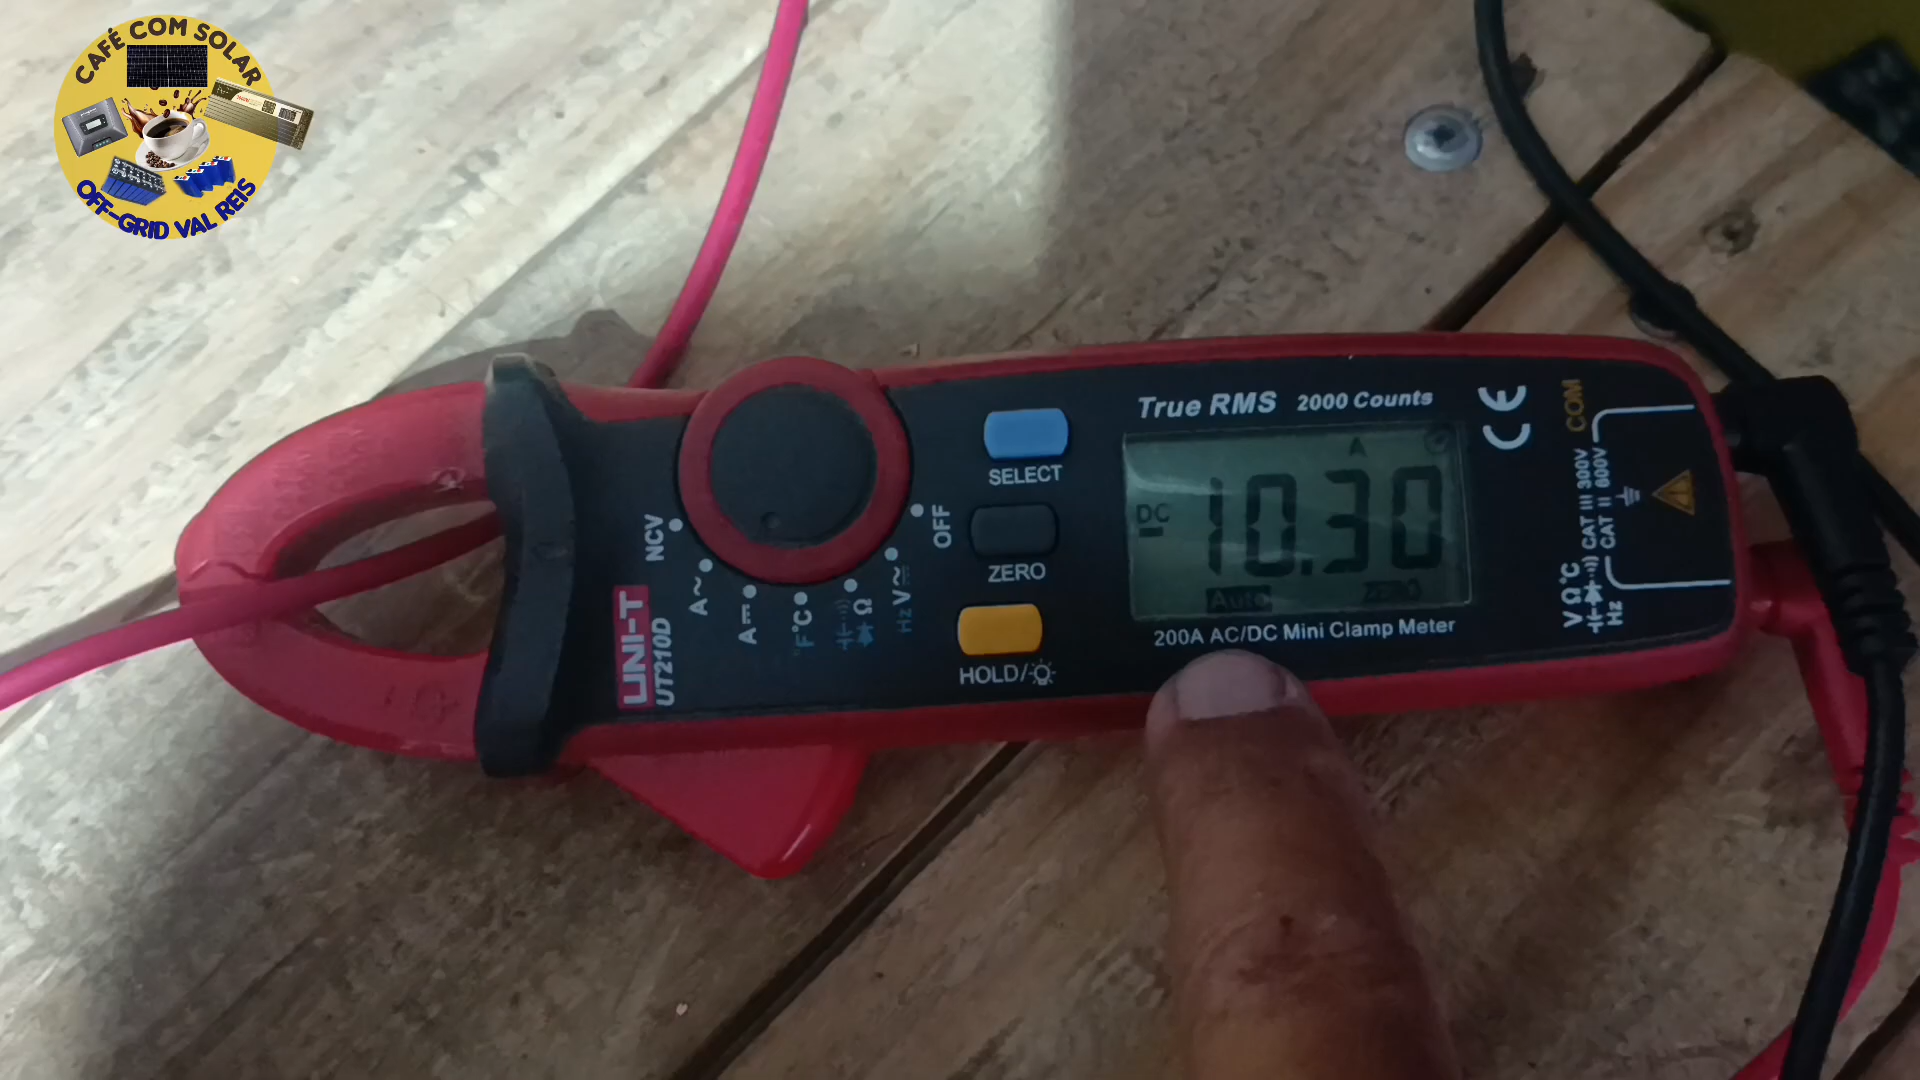 CAFÉ COM SOLAR
OFF-GRID VAL REIS
True RMS 2000 Counts
SELECT
ZERO
HOLD/
A
DC
10.30
Auto
ZERO
200A AC/DC Mini Clamp Meter
OFF
Hz V
Ω
°F°C
A
A
NCV
UNI-T
UT210D
CE
COM
CAT III 300V
CAT II 600V
V Ω °C
Hz